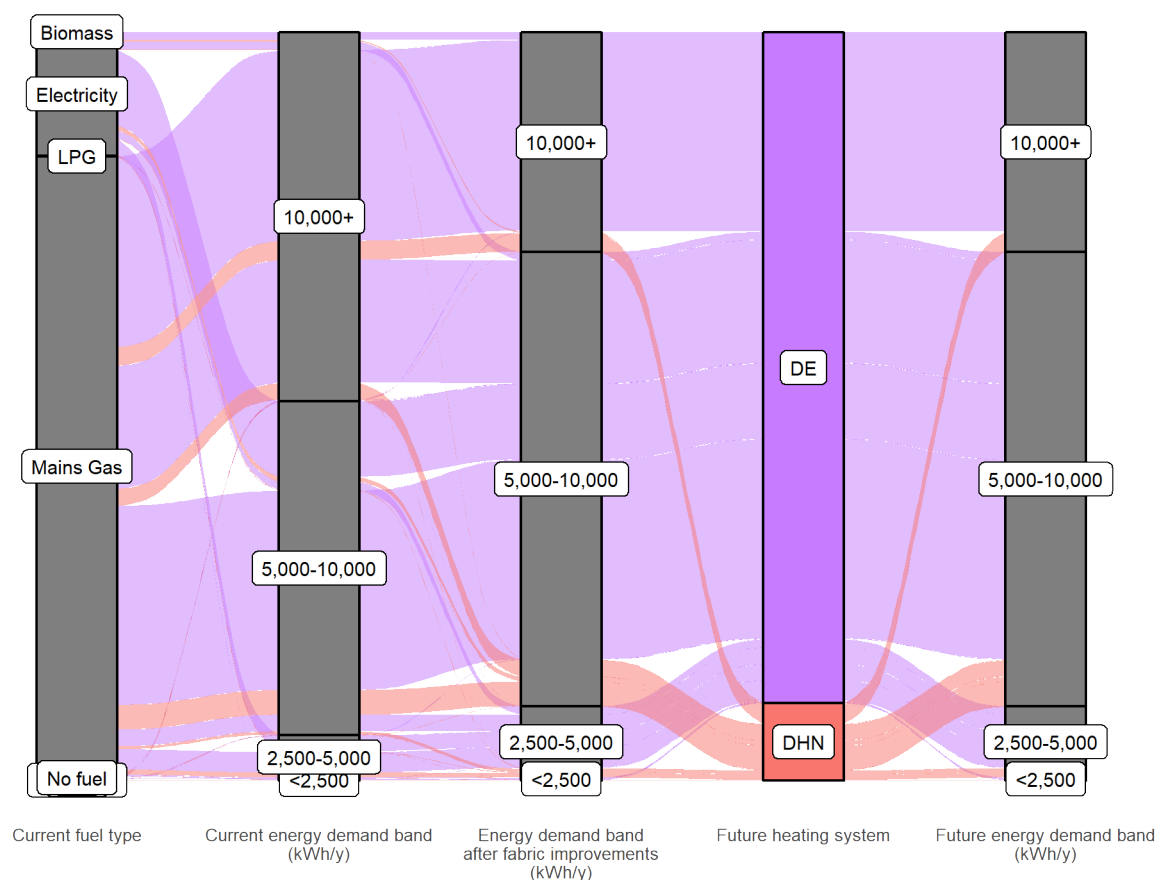 Biomass
Electricity
LPG
Mains Gas
No fuel
10,000+
5,000-10,000
2,500-5,000
<2,500
10,000+
5,000-10,000
2,500-5,000
<2,500
DE
DHN
10,000+
5,000-10,000
2,500-5,000
<2,500
Current fuel type
Current energy demand band
(kWh/y)
Energy demand band
after fabric improvements
(kWh/y)
Future heating system
Future energy demand band
(kWh/y)